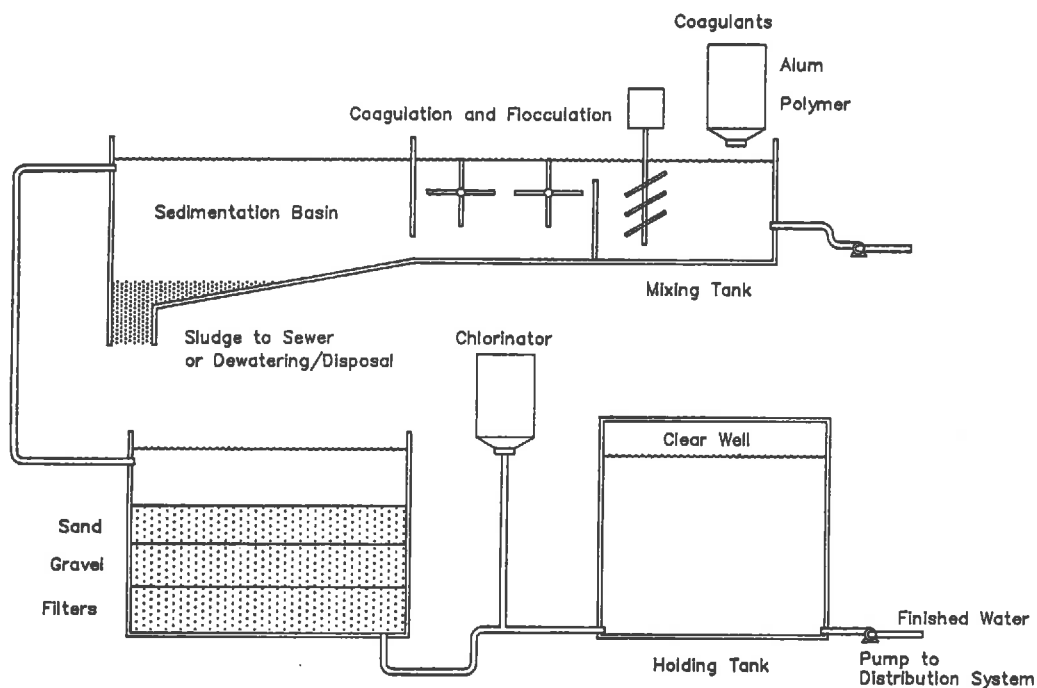 Coagulants
Alum
Polymer
Coagulation and Flocculation
Sedimentation Basin
Mixing Tank
Sludge to Sewer
or Dewatering/Disposal
Chlorinator
Clear Well
Sand
Gravel
Filters
Finished Water
Holding Tank
Pump to
Distribution System